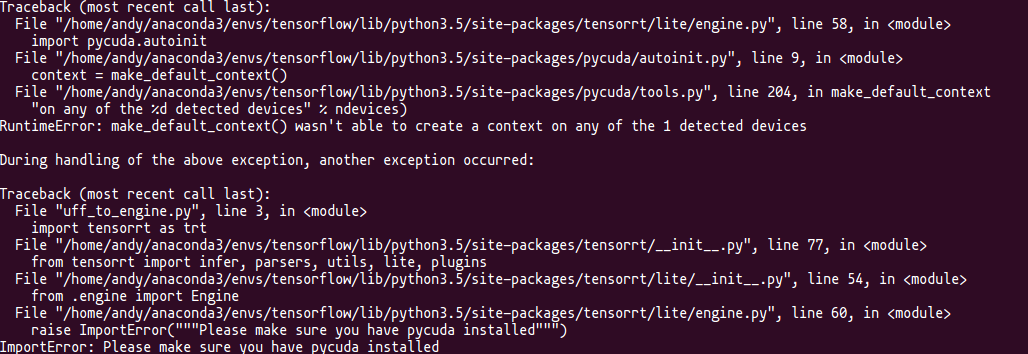 Traceback (most recent call last):
  File "/home/andy/anaconda3/envs/tensorflow/lib/python3.5/site-packages/tensorrt/lite/engine.py", line 58, in <module>
    import pycuda.autoinit
  File "/home/andy/anaconda3/envs/tensorflow/lib/python3.5/site-packages/pycuda/autoinit.py", line 9, in <module>
    context = make_default_context()
  File "/home/andy/anaconda3/envs/tensorflow/lib/python3.5/site-packages/pycuda/tools.py", line 204, in make_default_context
    "on any of the %d detected devices" % ndevices)
RuntimeError: make_default_context() wasn't able to create a context on any of the 1 detected devices

During handling of the above exception, another exception occurred:

Traceback (most recent call last):
  File "uff_to_engine.py", line 3, in <module>
    import tensorrt as trt
  File "/home/andy/anaconda3/envs/tensorflow/lib/python3.5/site-packages/tensorrt/__init__.py", line 77, in <module>
    from tensorrt import infer, parsers, utils, lite, plugins
  File "/home/andy/anaconda3/envs/tensorflow/lib/python3.5/site-packages/tensorrt/lite/__init__.py", line 54, in <module>
    from .engine import Engine
  File "/home/andy/anaconda3/envs/tensorflow/lib/python3.5/site-packages/tensorrt/lite/engine.py", line 60, in <module>
    raise ImportError("""Please make sure you have pycuda installed""")
ImportError: Please make sure you have pycuda installed